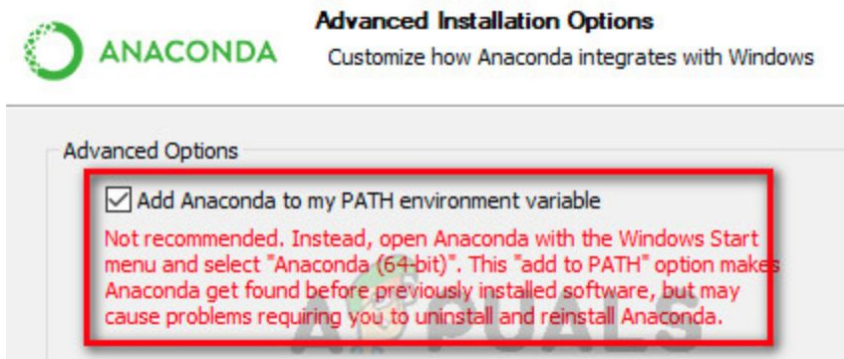 Advanced Installation Options
ANACONDA
Customize how Anaconda integrates with Windows
Advanced Options
Add Anaconda to my PATH environment variable
Not recommended. Instead, open Anaconda with the Windows Start
menu and select "Anaconda (64-bit)". This "add to PATH" option makes
Anaconda get found before previously installed software, but may
cause problems requiring you to uninstall and reinstall Anaconda.
APPUALS